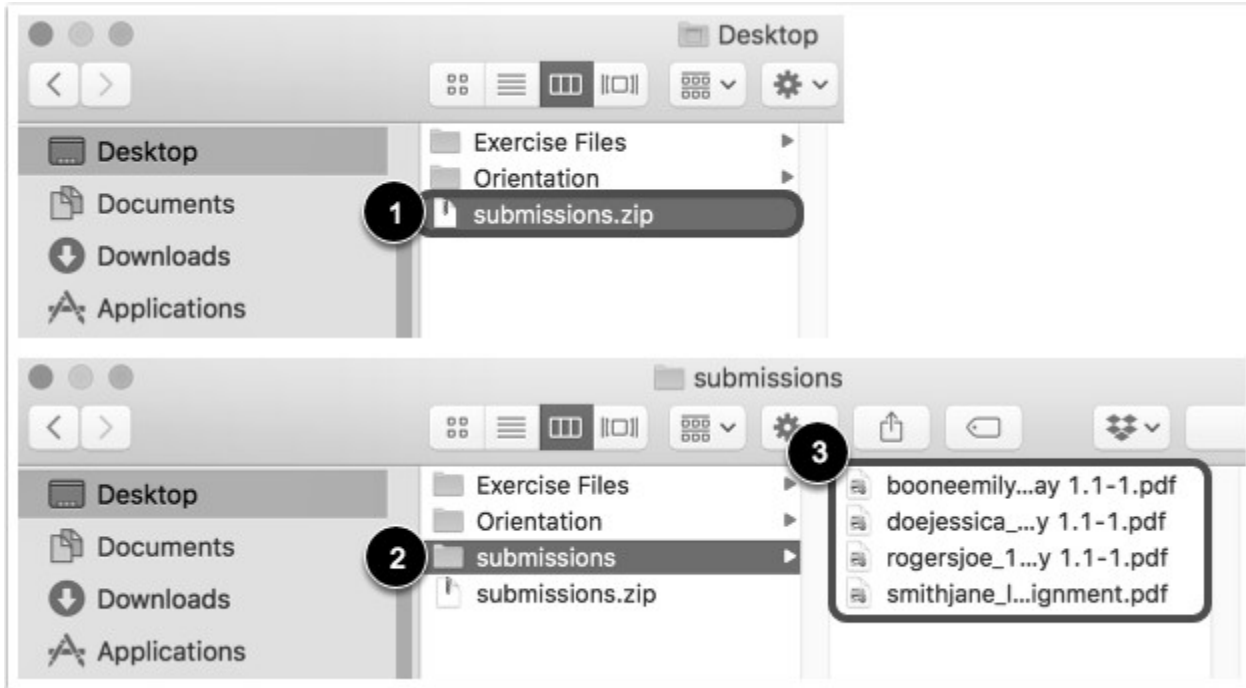 Desktop
Desktop
Exercise Files
Documents
Orientation
1
submissions.zip
Downloads
Applications
submissions
3
Desktop
Exercise Files
booneemily...ay 1.1-1.pdf
Documents
Orientation
doejessica_...y 1.1-1.pdf
2
submissions
rogersjoe_1...y 1.1-1.pdf
Downloads
submissions.zip
smithjane_l...ignment.pdf
Applications